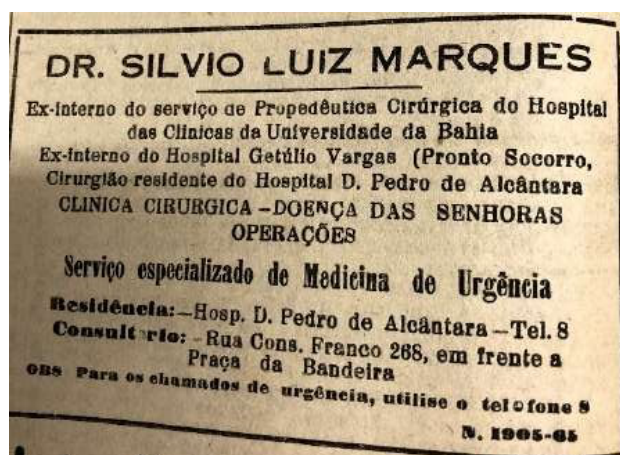 DR. SILVIO LUIZ MARQUES
Ex-interno do serviço de Propedêutica Cirúrgica do Hospital
das Clinicas da Universidade da Bahia
Ex-interno do Hospital Getúlio Vargas (Pronto Socorro,
Cirurgião residente do Hospital D. Pedro de Alcântara
CLINICA CIRURGICA – DOENÇA DAS SENHORAS
OPERAÇÕES
Serviço especializado de Medicina de Urgência
Residência:—Hosp. D. Pedro de Alcântara—Tel. 8
Consultório: -Rua Cons. Franco 268, em frente a
Praça da Bandeira
OBS Para os chamados de urgência, utilise o telefone 8
N. 1905-65